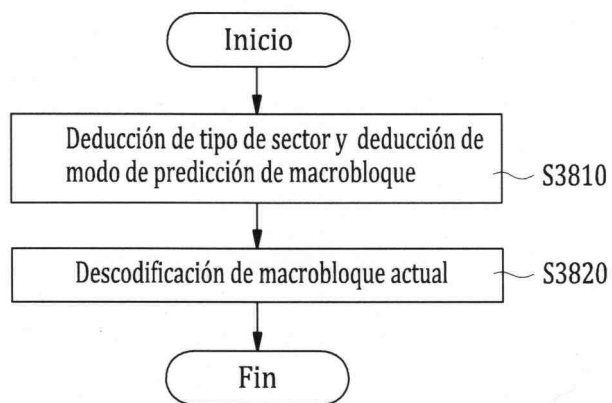 Inicio
Deducción de tipo de sector y deducción de
modo de predicción de macrobloque
S3810
Descodificación de macrobloque actual
S3820
Fin